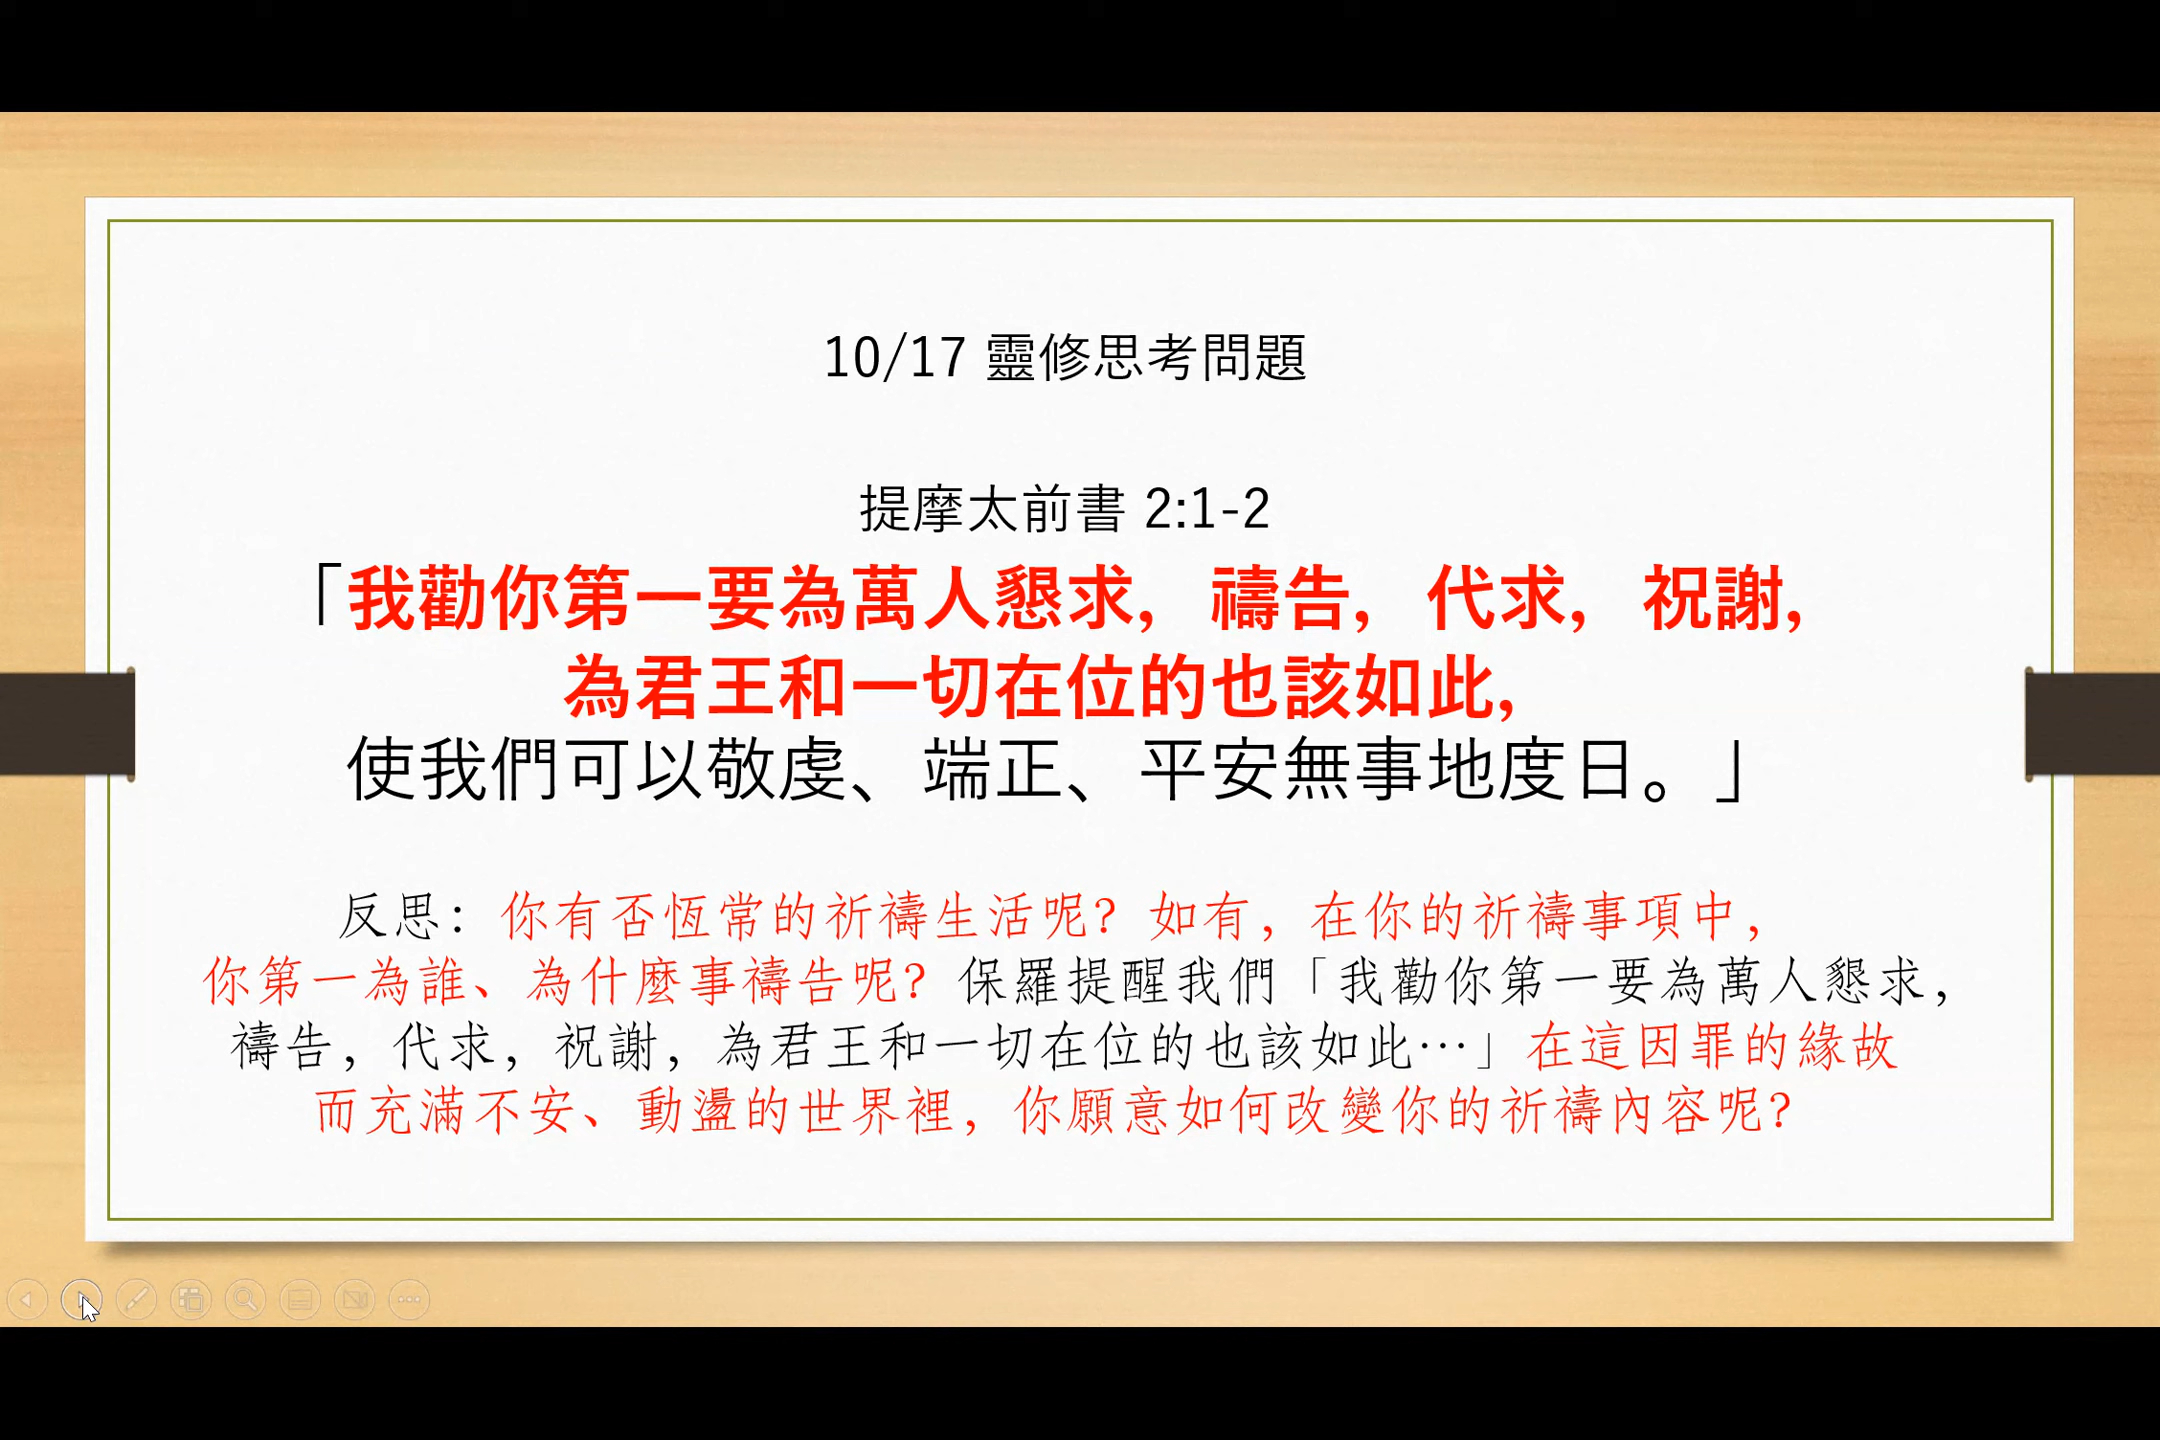 10/17 靈修思考問題
提摩太前書 2:1-2
「我勸你第一要為萬人懇求, 禱告, 代求, 祝謝,
為君王和一切在位的也該如此,
使我們可以敬虔、端正、平安無事地度日。」
反思：你有否恆常的祈禱生活呢？如有，在你的祈禱事項中，
你第一為誰、為什麼事禱告呢？保羅提醒我們「我勸你第一要為萬人懇求，
禱告，代求，祝謝，為君王和一切在位的也該如此…」在這因罪的緣故
而充滿不安、動盪的世界裡，你願意如何改變你的祈禱內容呢？